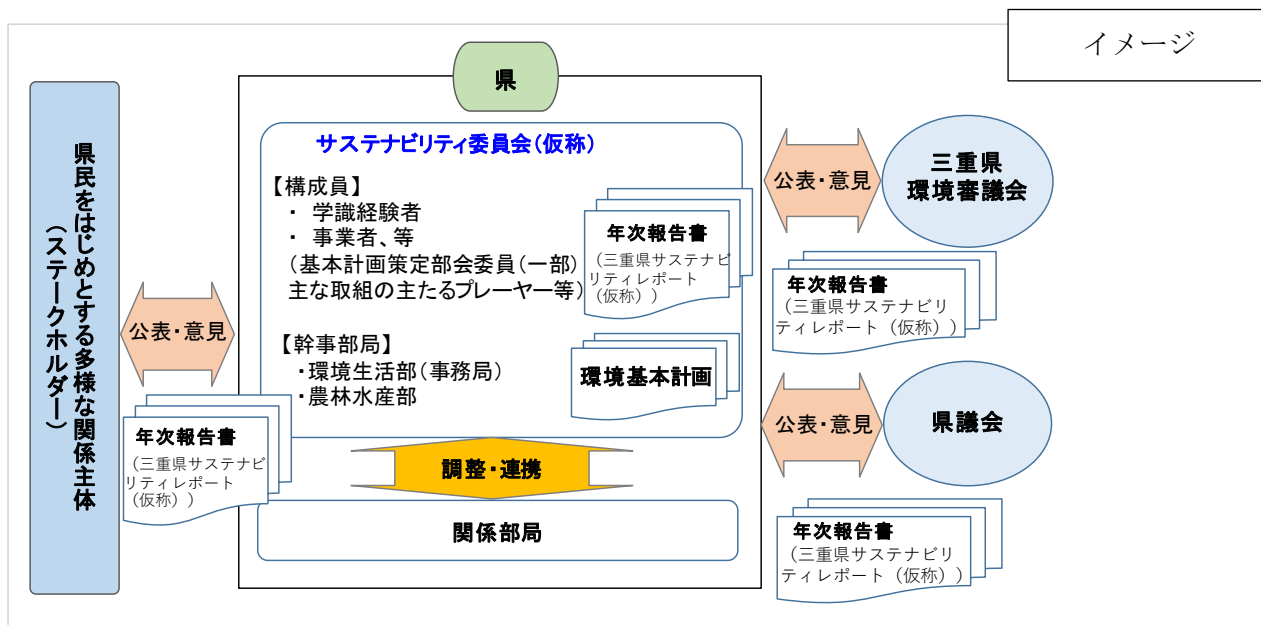 イメージ
県
県民をはじめとする多様な関係主体
(ステークホルダー)
公表・意見
年次報告書
(三重県サステナビ
リティレポート
(仮称))
サステナビリティ委員会(仮称)
【構成員】
・ 学識経験者
・ 事業者、等
(基本計画策定部会委員(一部)
主な取組の主たるプレーヤー等)
【幹事部局】
・環境生活部(事務局)
・農林水産部
年次報告書
(三重県サステナビ
リティレポート
(仮称))
環境基本計画
調整・連携
関係部局
公表・意見
三重県
環境審議会
年次報告書
(三重県サステナビリ
ティレポート(仮称))
公表・意見
県議会
年次報告書
(三重県サステナビリ
ティレポート(仮称))